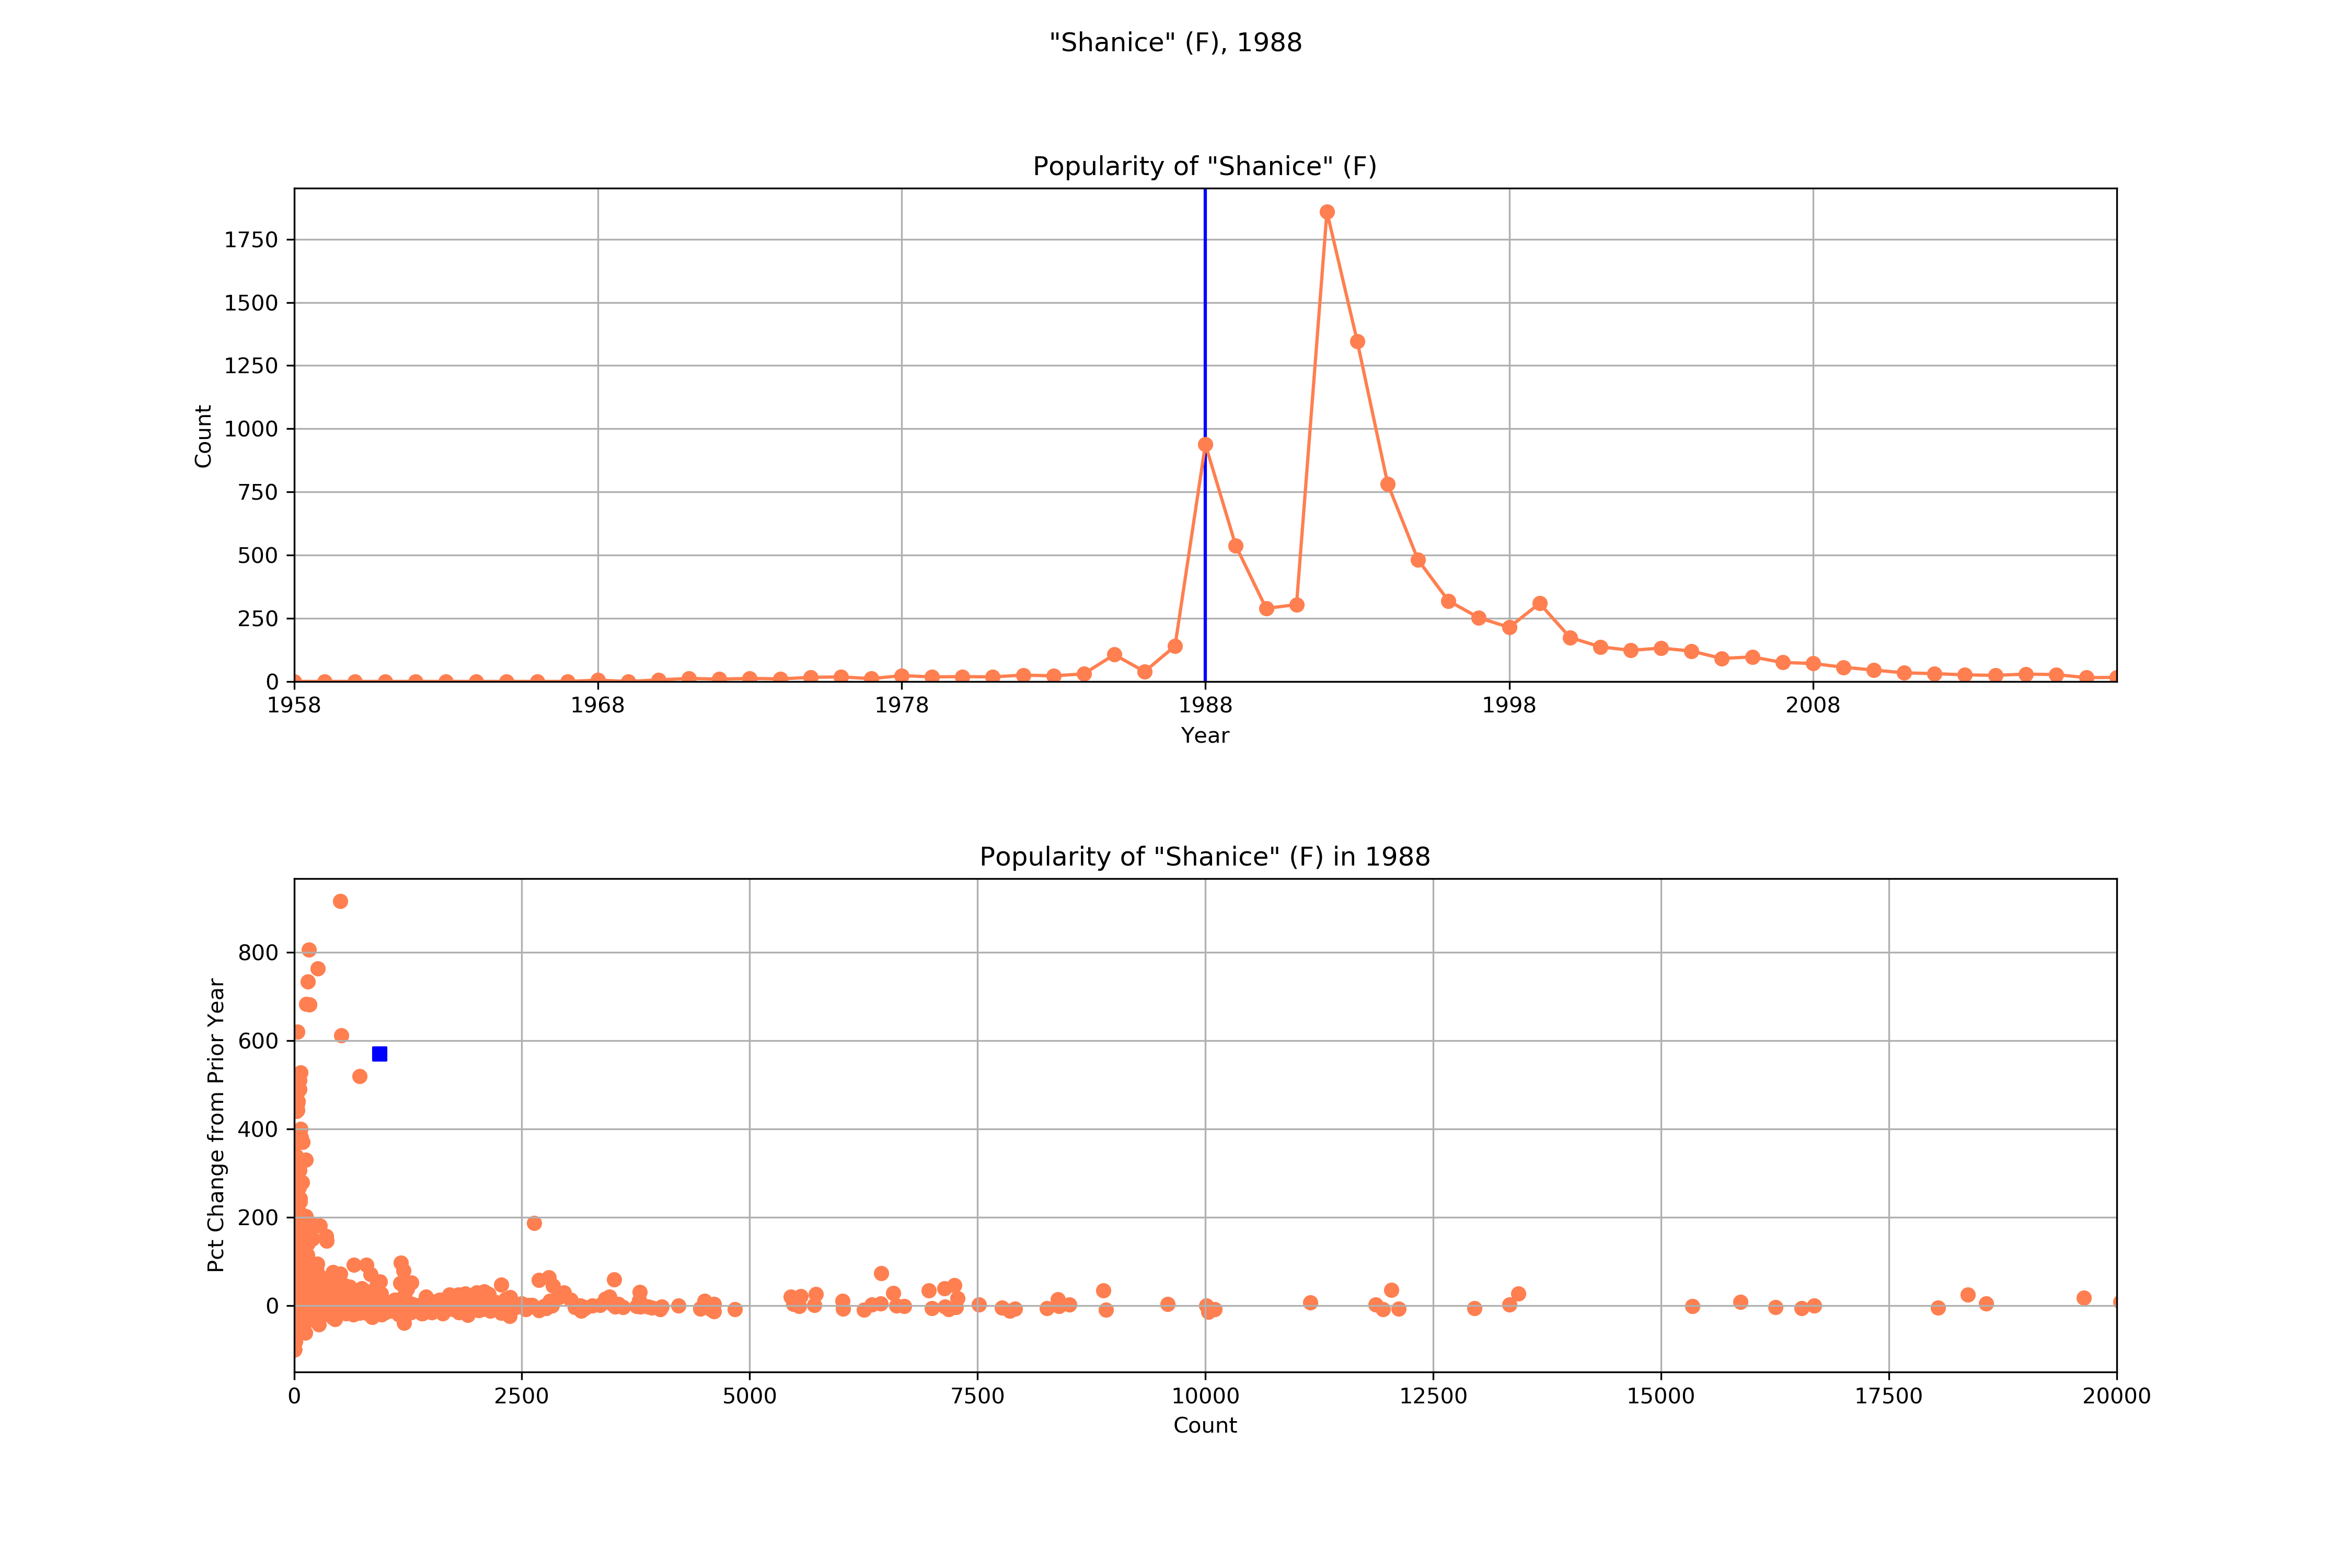 "Shanice" (F), 1988
Popularity of "Shanice" (F)
1750
1500
1250
1000
750
500
250
0
Count
1958 1968 1978 1988 1998 2008
Year
Popularity of "Shanice" (F) in 1988
800
600
400
200
0
Pct Change from Prior Year
0 2500 5000 7500 10000 12500 15000 17500 20000
Count